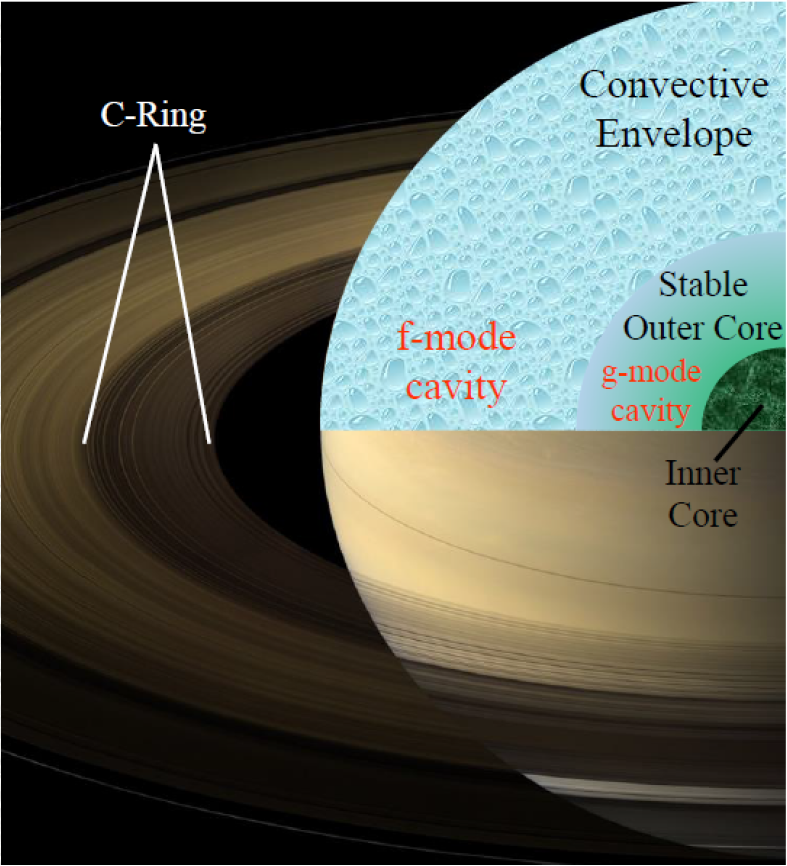 Convective
Envelope
C-Ring
Stable
Outer Core
f-mode
cavity
g-mode
cavity
Inner
Core